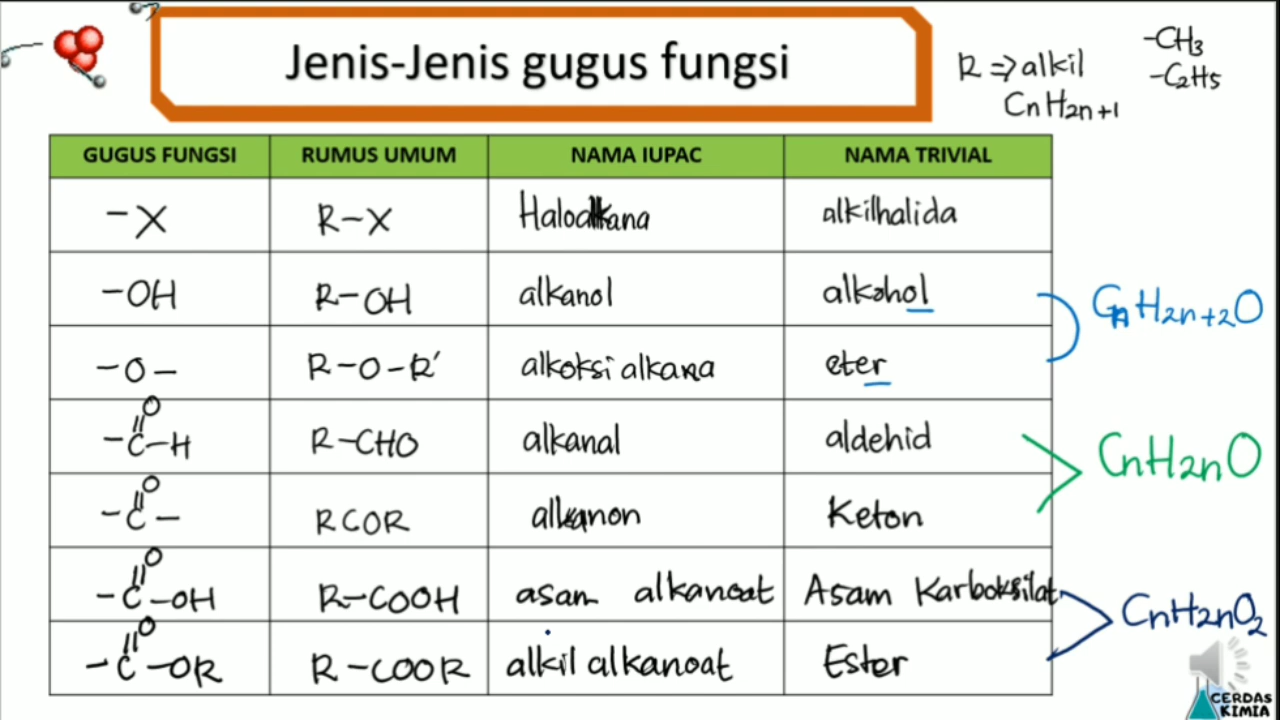 Jenis-Jenis gugus fungsi
R ⇒ alkil
CnH2n+1
-CH3
-C2H5
GUGUS FUNGSI RUMUS UMUM NAMA IUPAC NAMA TRIVIAL
-X R-X Haloalkana alkilhalida
-OH R-OH alkanol alkohol
CnH2n+2O
-O- R-O-R' alkoksi alkana eter
O
-C-H R-CHO alkanal aldehid
CnH2nO
O
-C- RCOR alkanon Keton
O
-C-OH R-COOH asam alkanoat Asam Karboksilat
CnH2nO2
O
-C-OR R-COOR alkil alkanoat Ester
CERDAS
KIMIA